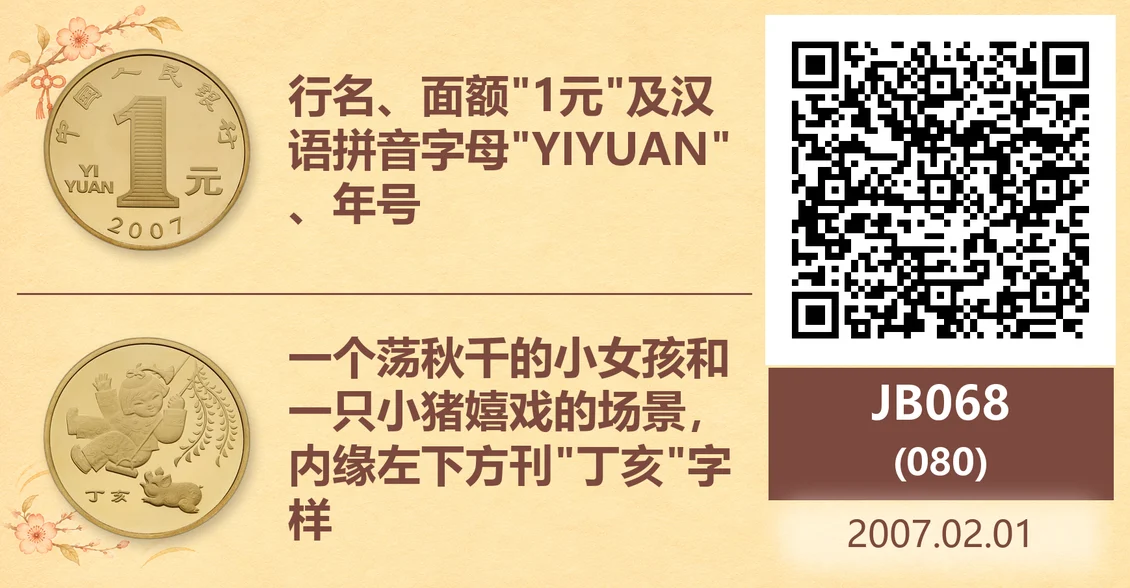 中国人民银行
1
YI
YUAN
元
2007
行名、面额"1元"及汉
语拼音字母"YIYUAN"
、年号
丁亥
一个荡秋千的小女孩和
一只小猪嬉戏的场景，
内缘左下方刊"丁亥"字
样
JB068
(080)
2007.02.01